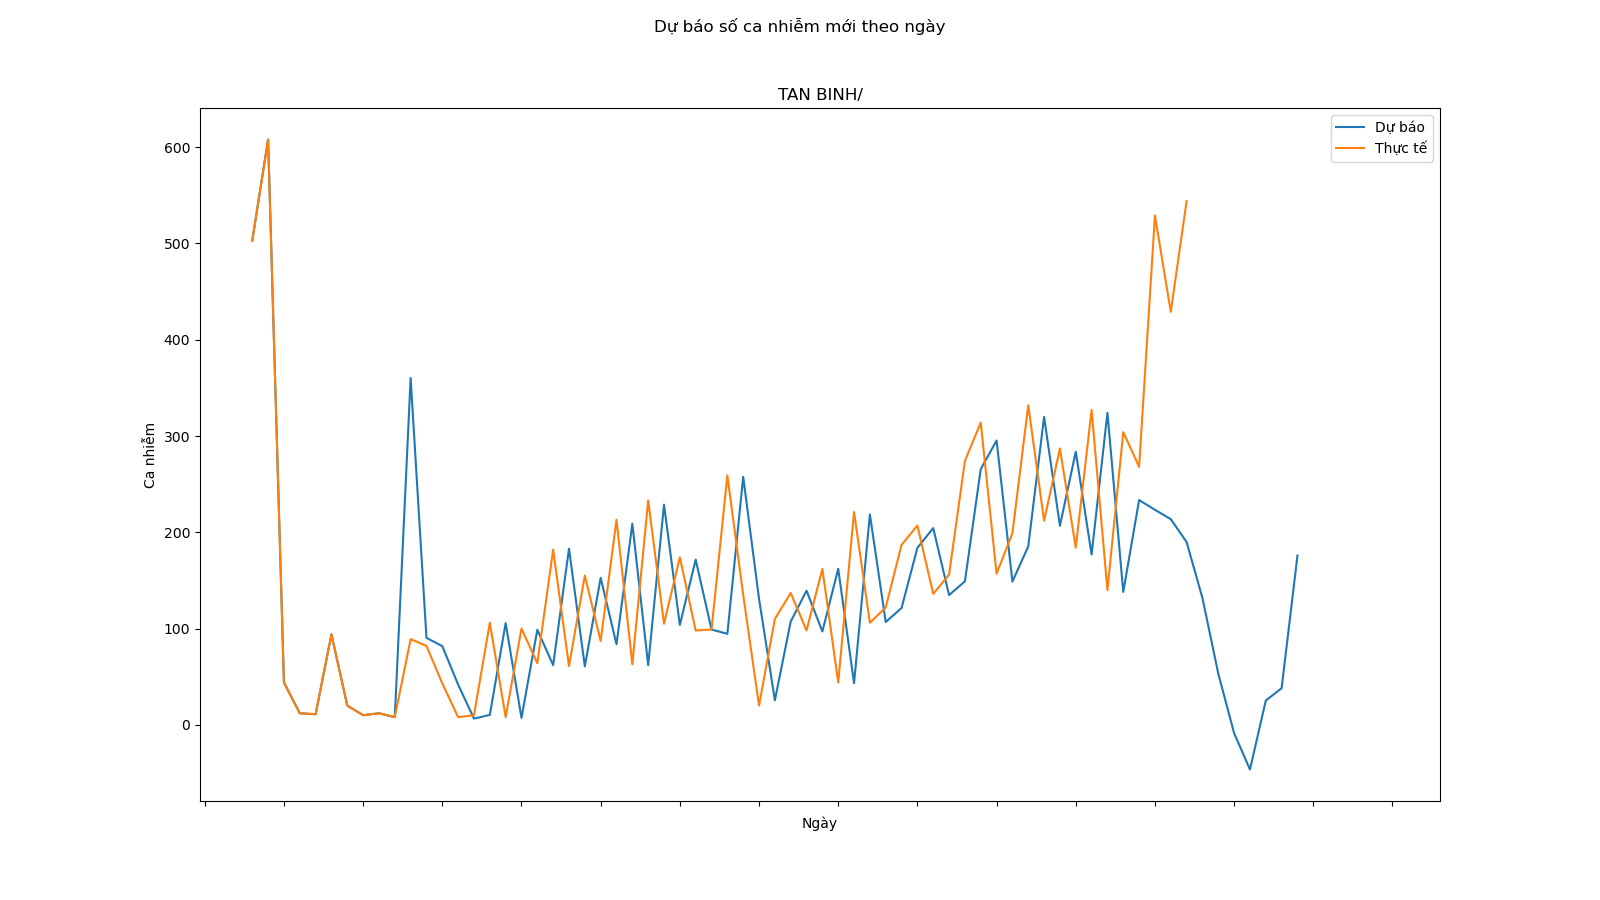 Dự báo số ca nhiễm mới theo ngày
TAN BINH/
Dự báo
Thực tế
600
500
400
300
200
100
0
Ca nhiễm
Ngày